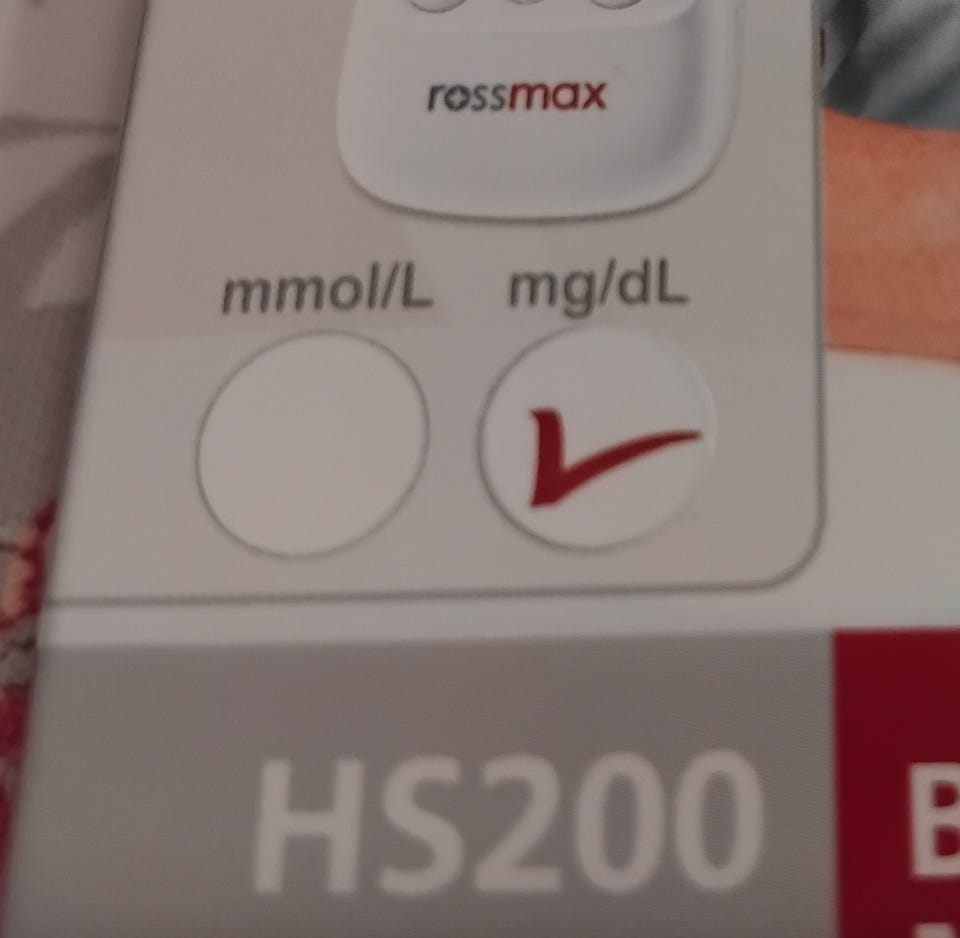 rossmax
mmol/L mg/dL
HS200
B